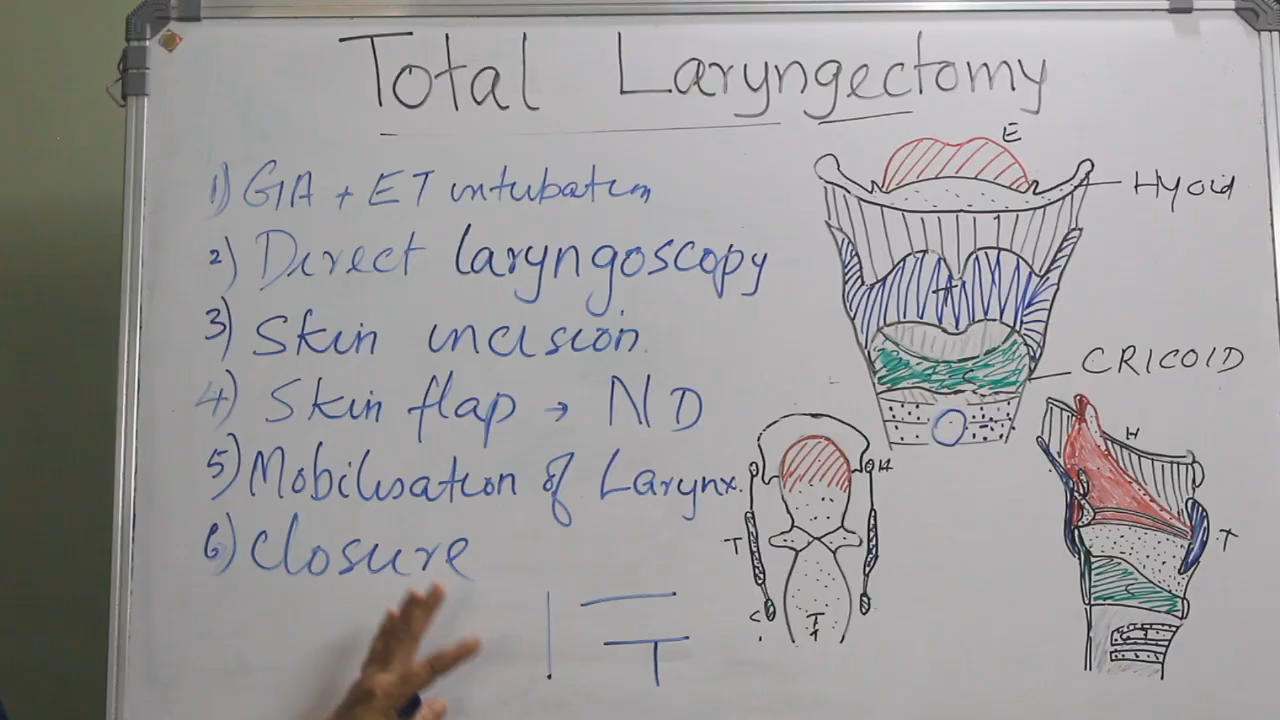 Total Laryngectomy
1) GA + ET intubation
2) Direct laryngoscopy
3) Skin incision.
4) Skin flap → ND
5) Mobilisation of Larynx.
6) Closure
E
Hyoid
T
CRICOID
C
H
T
C
T
H
T